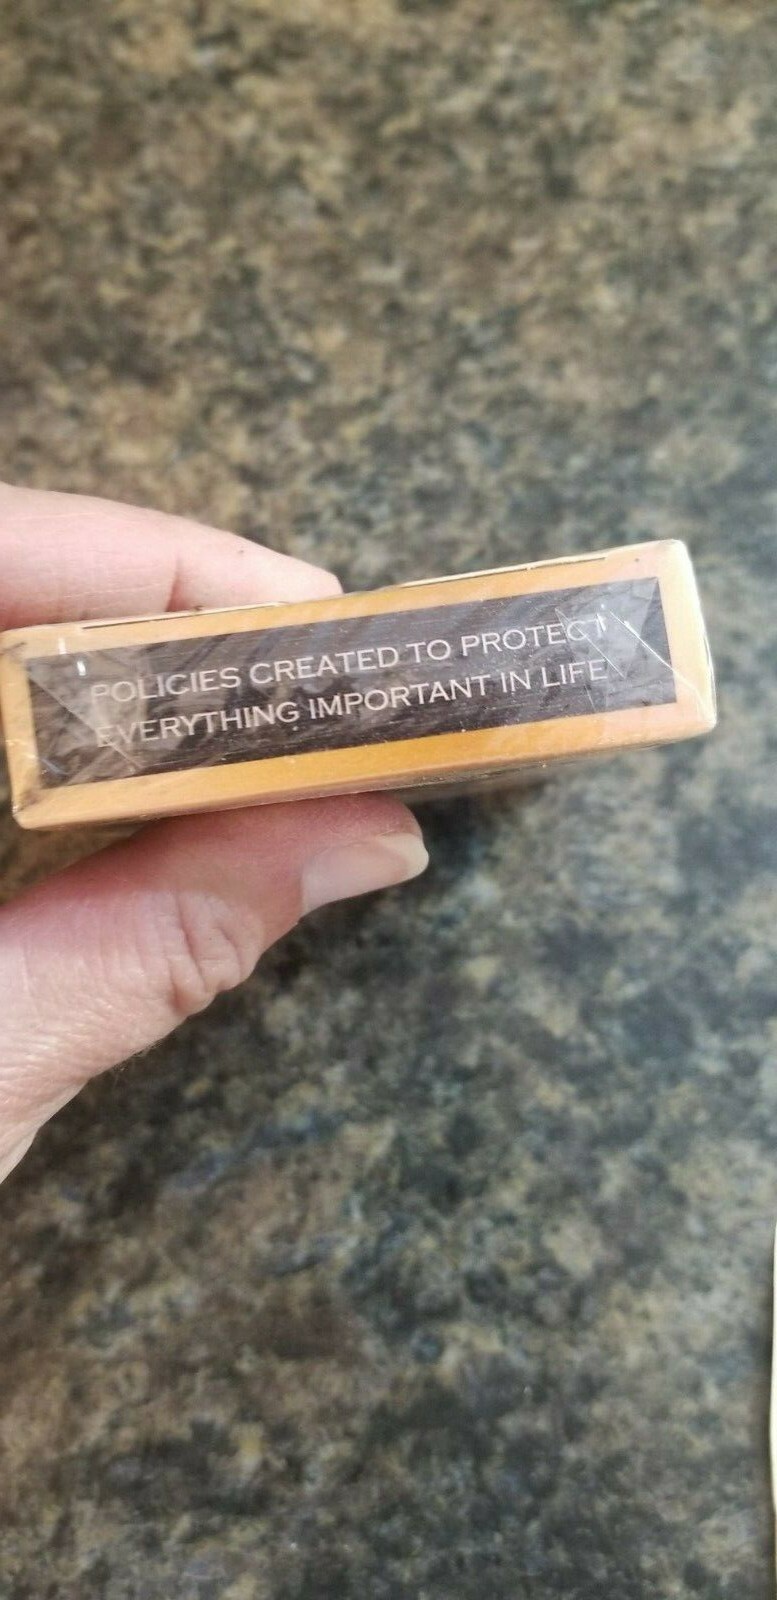 POLICIES CREATED TO PROTECT
EVERYTHING IMPORTANT IN LIFE